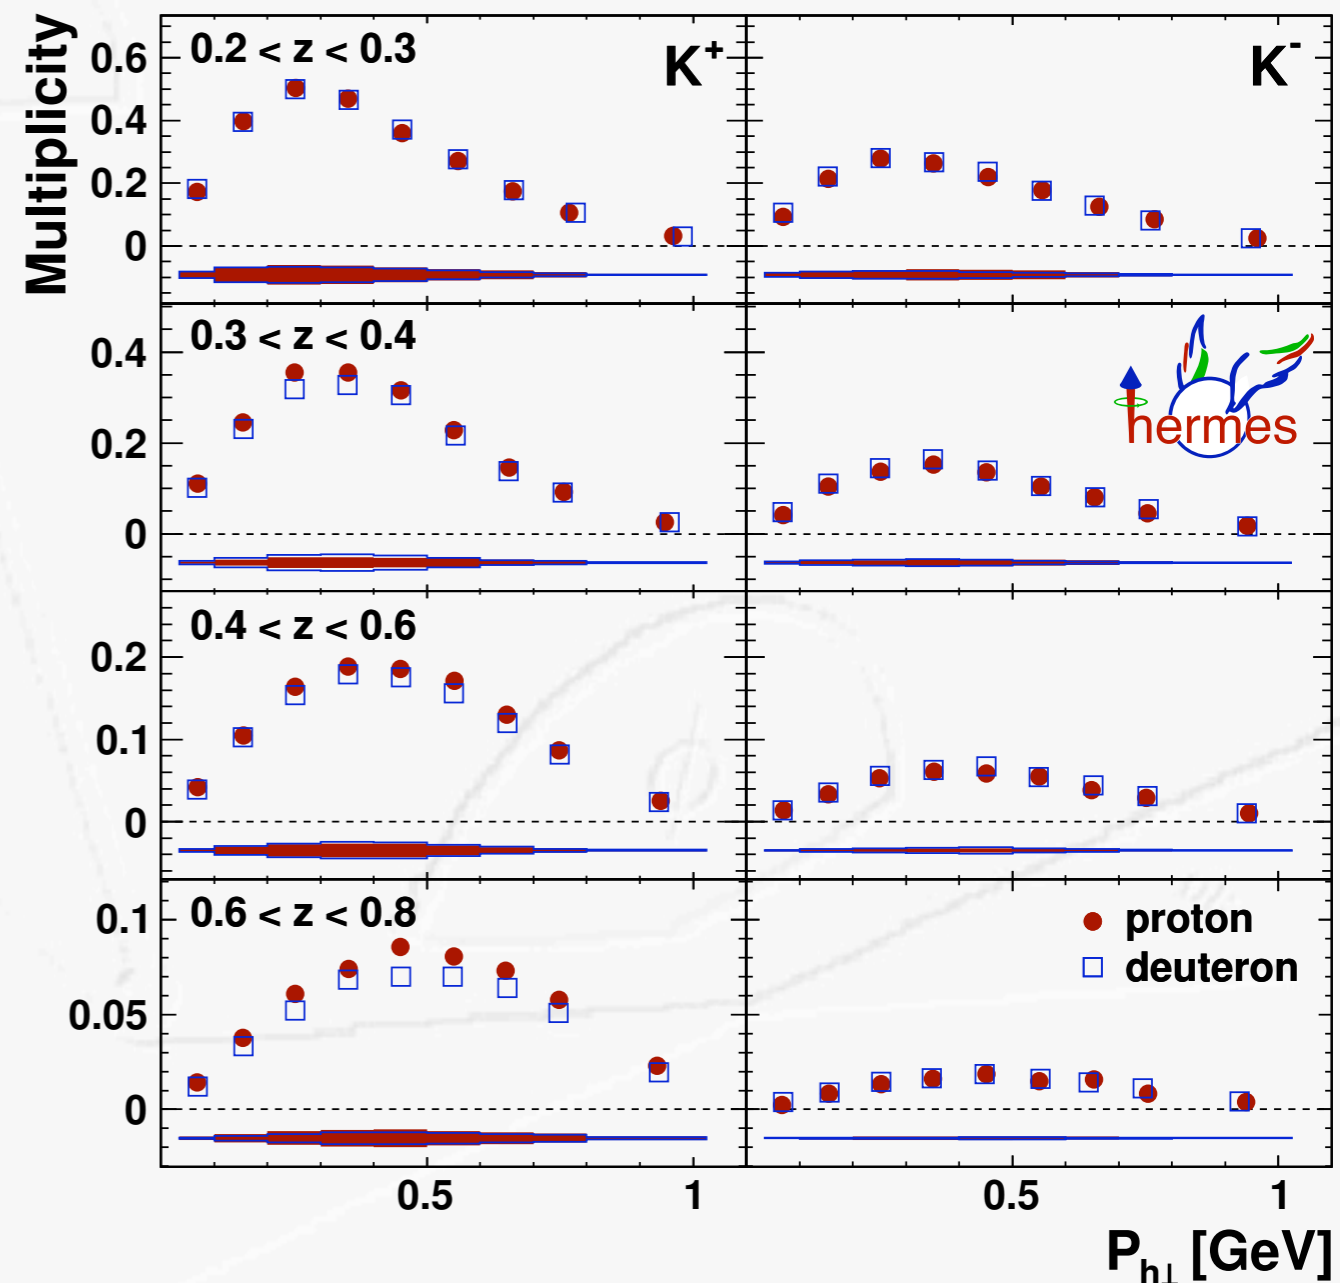 Multiplicity
0.2 < z < 0.3
K⁺
K⁻
0.6
0.4
0.2
0
0.3 < z < 0.4
hermes
0.4
0.2
0
0.4 < z < 0.6
0.2
0.1
0
0.6 < z < 0.8
proton
deuteron
0.1
0.05
0
0.5 1 0.5 1
P_h⊥ [GeV]